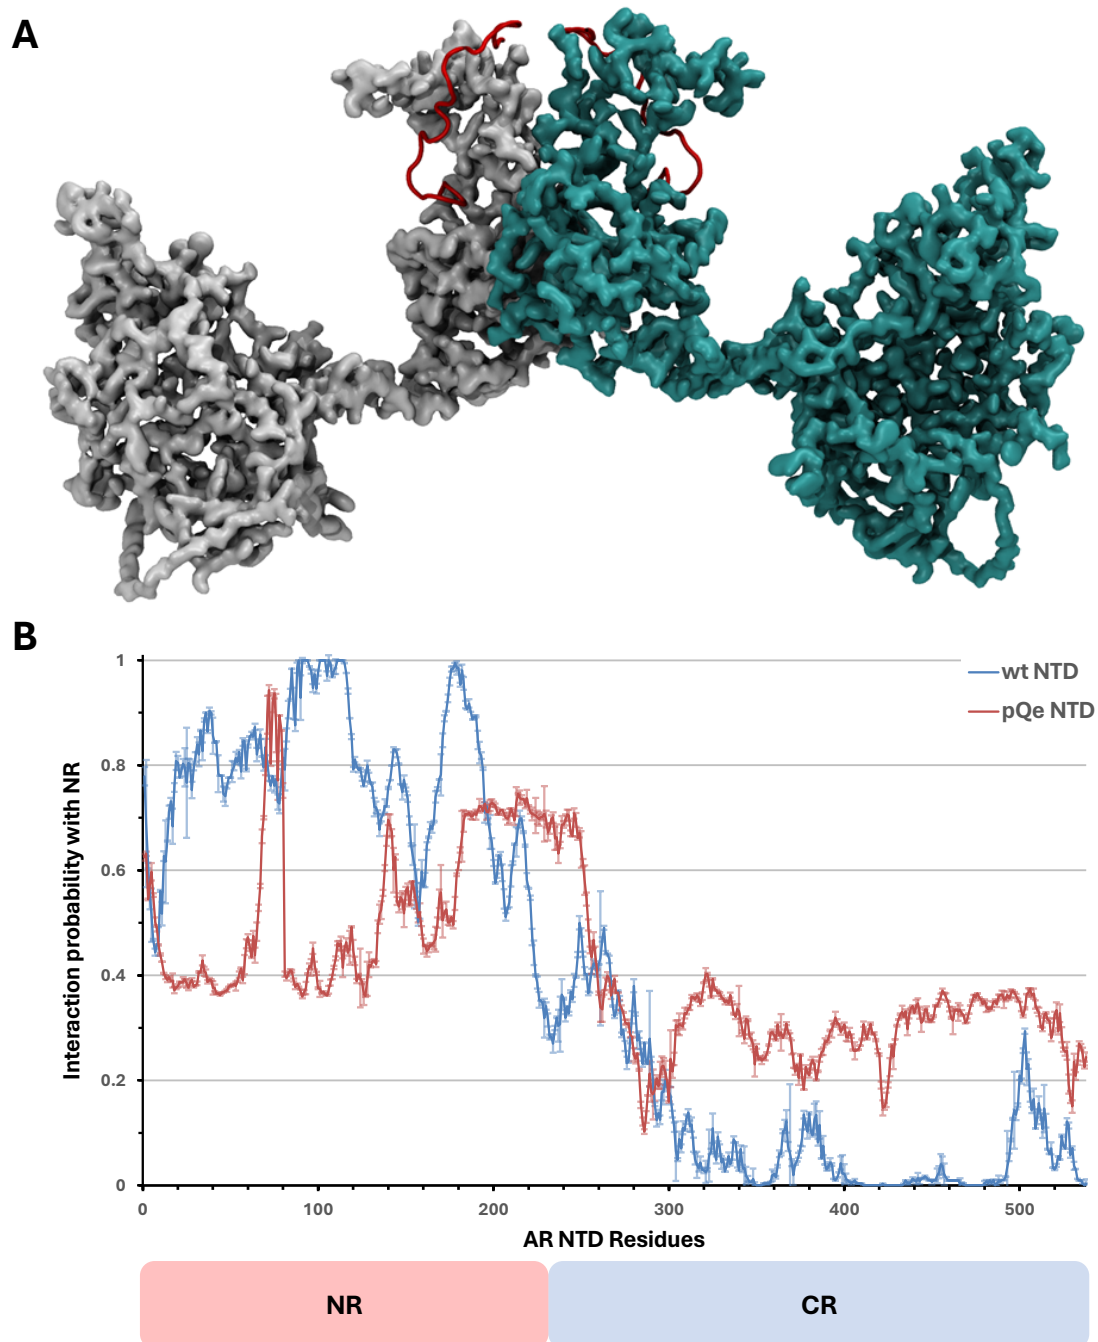 A
B
Interaction probability with NR
1
0.8
0.6
0.4
0.2
0
wt NTD
pQe NTD
0 100 200 300 400 500
AR NTD Residues
NR CR